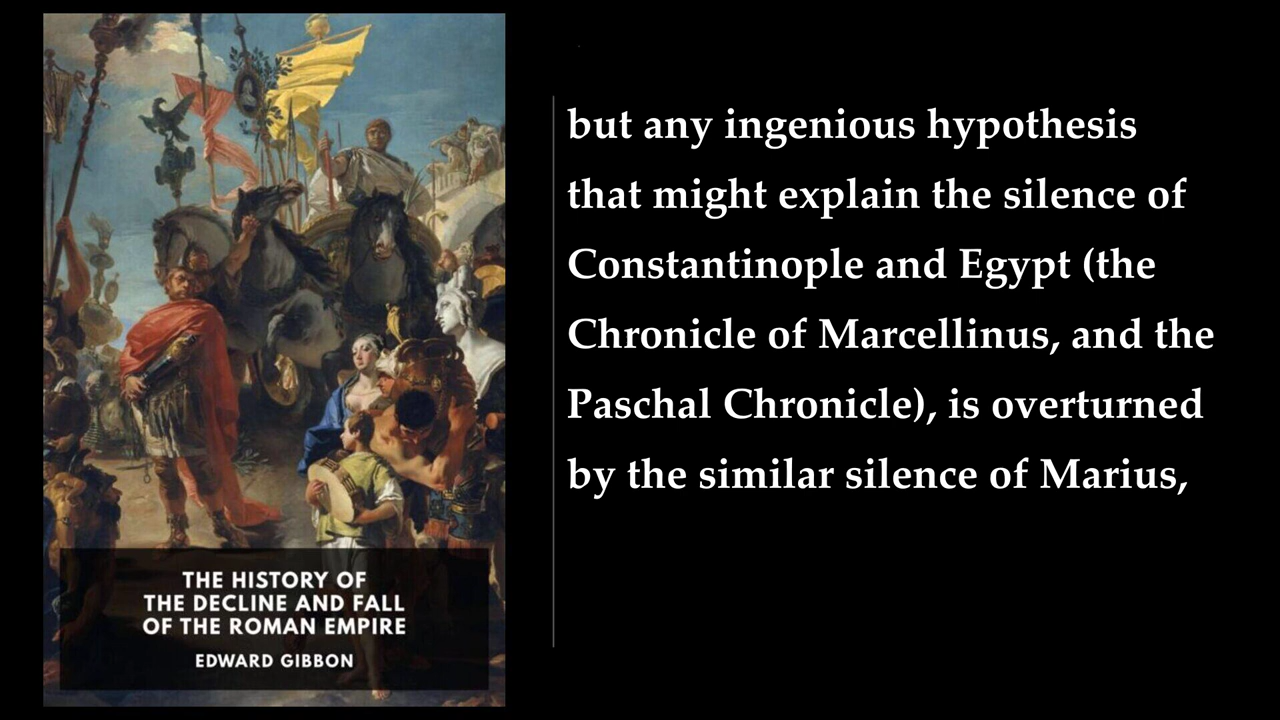 but any ingenious hypothesis
that might explain the silence of
Constantinople and Egypt (the
Chronicle of Marcellinus, and the
Paschal Chronicle), is overturned
by the similar silence of Marius,
THE HISTORY OF
THE DECLINE AND FALL
OF THE ROMAN EMPIRE
EDWARD GIBBON